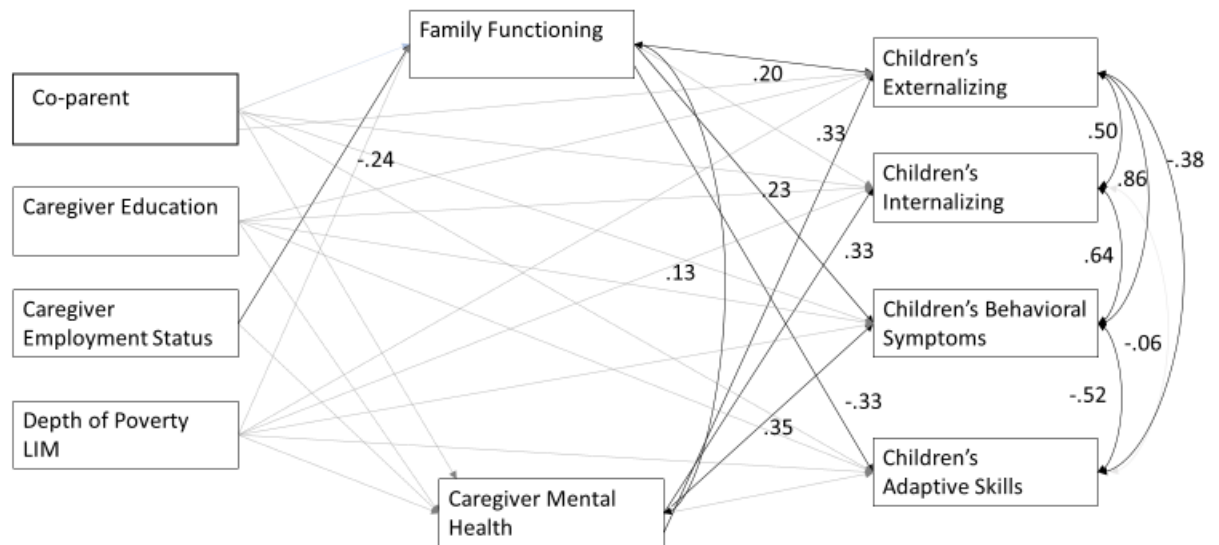 Family Functioning
Co-parent
Caregiver Education
Caregiver
Employment Status
Depth of Poverty
LIM
Caregiver Mental
Health
Children’s
Externalizing
Children’s
Internalizing
Children’s Behavioral
Symptoms
Children’s
Adaptive Skills
-.24
.20
.33
.23
.33
.13
-.33
.35
.50
.86
-.38
.64
-.06
-.52